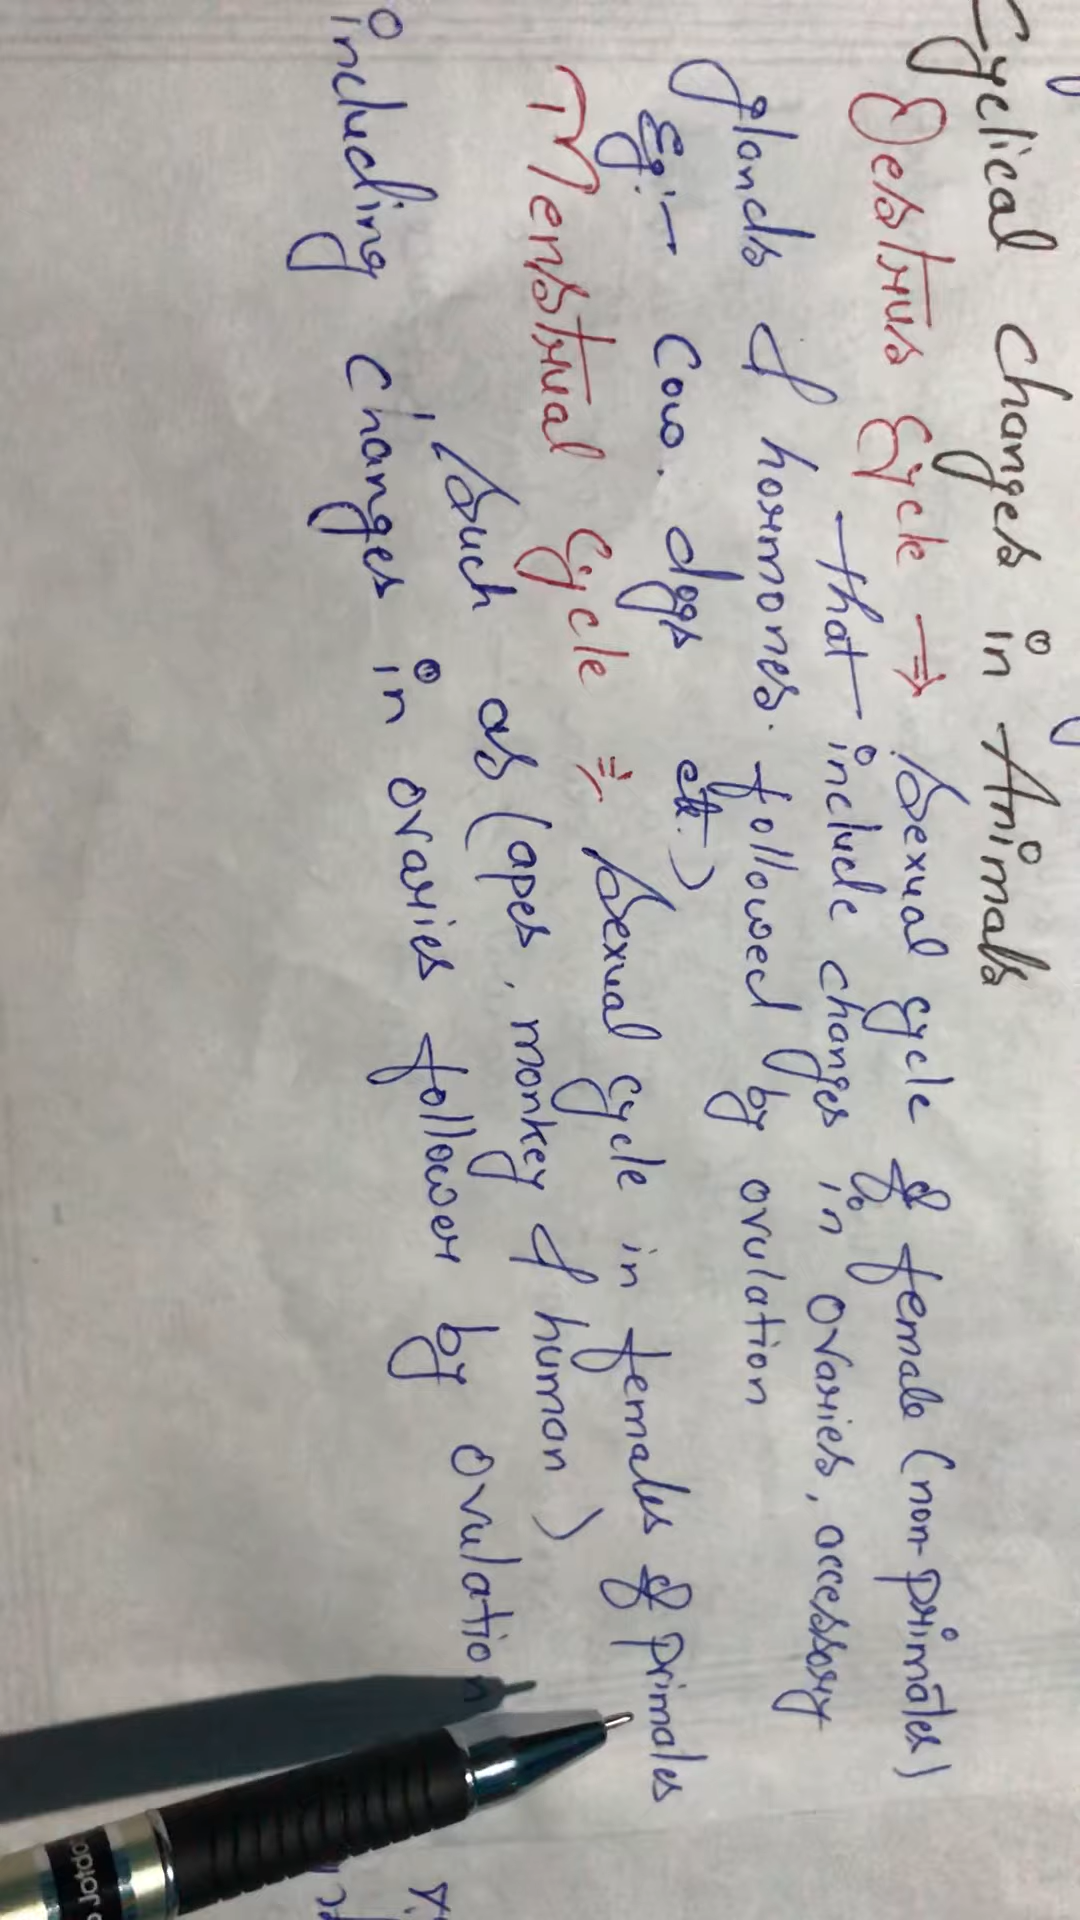 Cyclical changes in Animals
Oestrus Cycle → Sexual cycle of female (non-primates)
that include changes in ovaries, accessory
glands & hormones. followed by ovulation
Eg:- Cow. dogs etc.)
Menstrual Cycle ÷ Sexual cycle in females of primates
such as (apes, monkey & human)
including changes in ovaries follower by ovulation